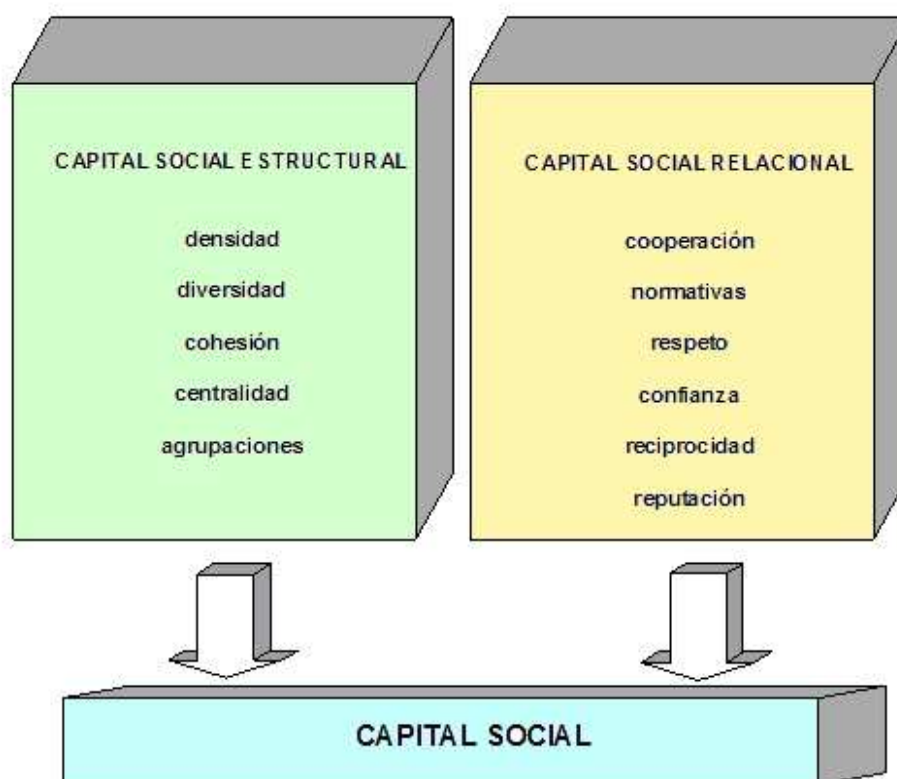 CAPITAL SOCIAL ESTRUCTURAL
densidad
diversidad
cohesión
centralidad
agrupaciones
CAPITAL SOCIAL RELACIONAL
cooperación
normativas
respeto
confianza
reciprocidad
reputación
CAPITAL SOCIAL